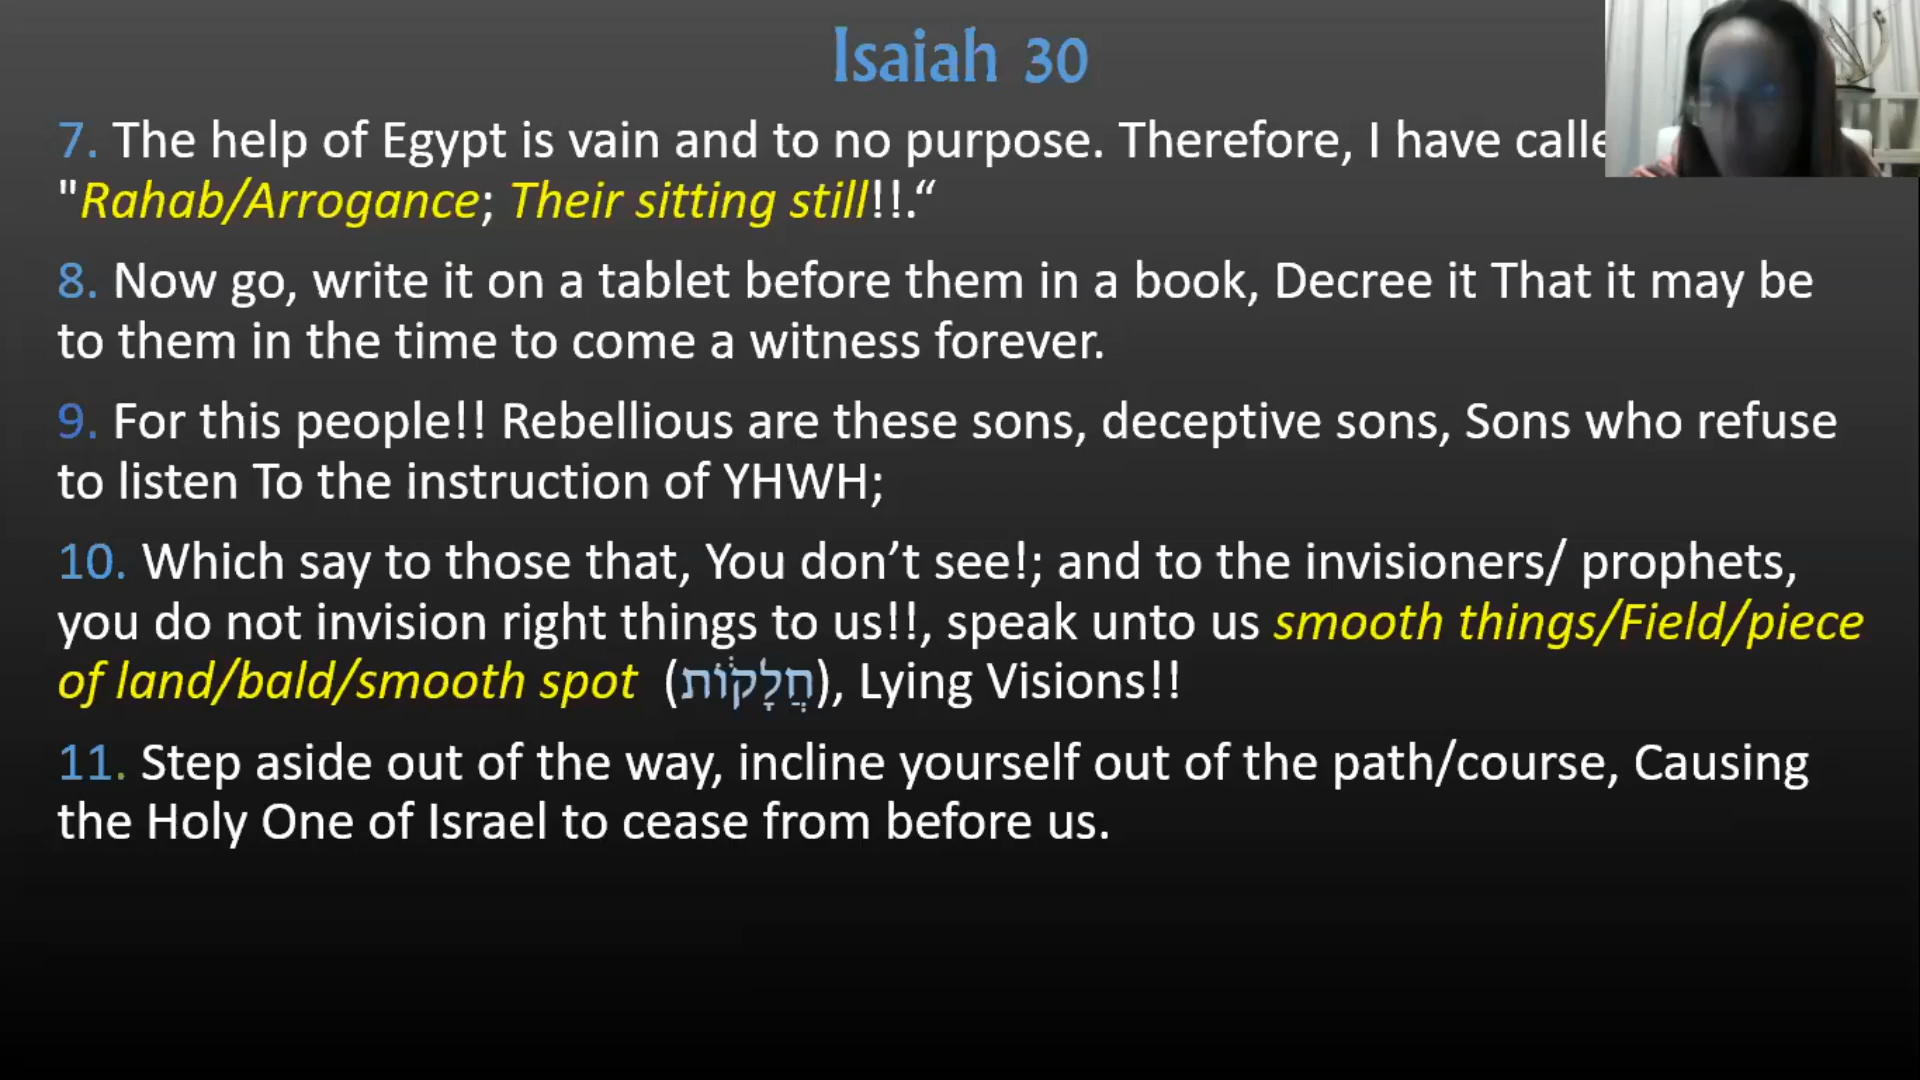 Isaiah 30
7. The help of Egypt is vain and to no purpose. Therefore, I have
"Rahab/Arrogance; Their sitting still!!.“
8. Now go, write it on a tablet before them in a book, Decree it That it may be
to them in the time to come a witness forever.
9. For this people!! Rebellious are these sons, deceptive sons, Sons who refuse
to listen To the instruction of YHWH;
10. Which say to those that, You don’t see!; and to the invisioners/ prophets,
you do not invision right things to us!!, speak unto us smooth things/Field/piece
of land/bald/smooth spot (חֲלָק֔וֹת), Lying Visions!!
11. Step aside out of the way, incline yourself out of the path/course, Causing
the Holy One of Israel to cease from before us.